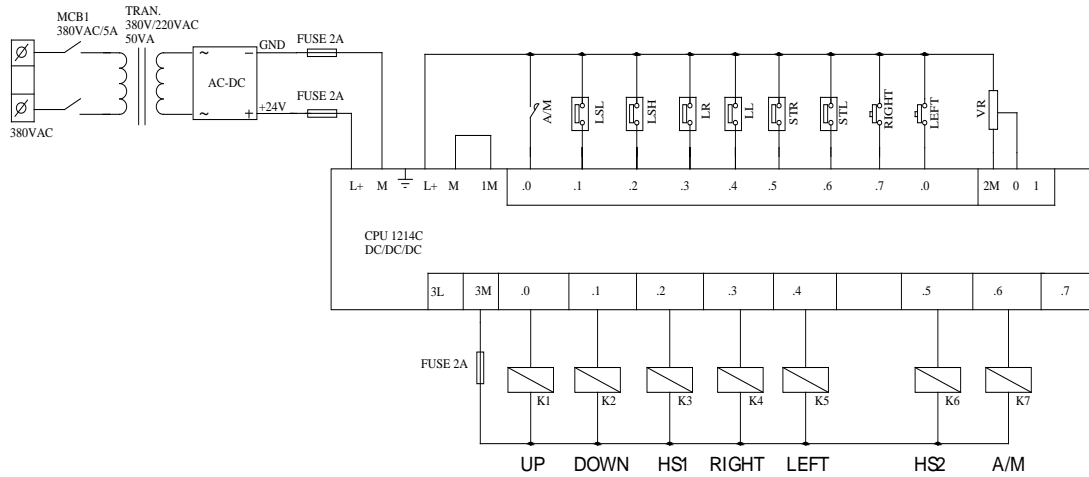 MCB1
380VAC/5A
TRAN.
380V/220VAC
50VA
GND
FUSE 2A
~
−
AC-DC
~
+
+24V
FUSE 2A
380VAC
A/M
LSL
LSH
LR
LL
STR
STL
RIGHT
LEFT
VR
L+ M L+ M 1M .0 .1 .2 .3 .4 .5 .6 .7 .0 2M 0 1
CPU 1214C
DC/DC/DC
3L 3M .0 .1 .2 .3 .4 .5 .6 .7
FUSE 2A
K1 K2 K3 K4 K5 K6 K7
UP DOWN HS1 RIGHT LEFT HS2 A/M